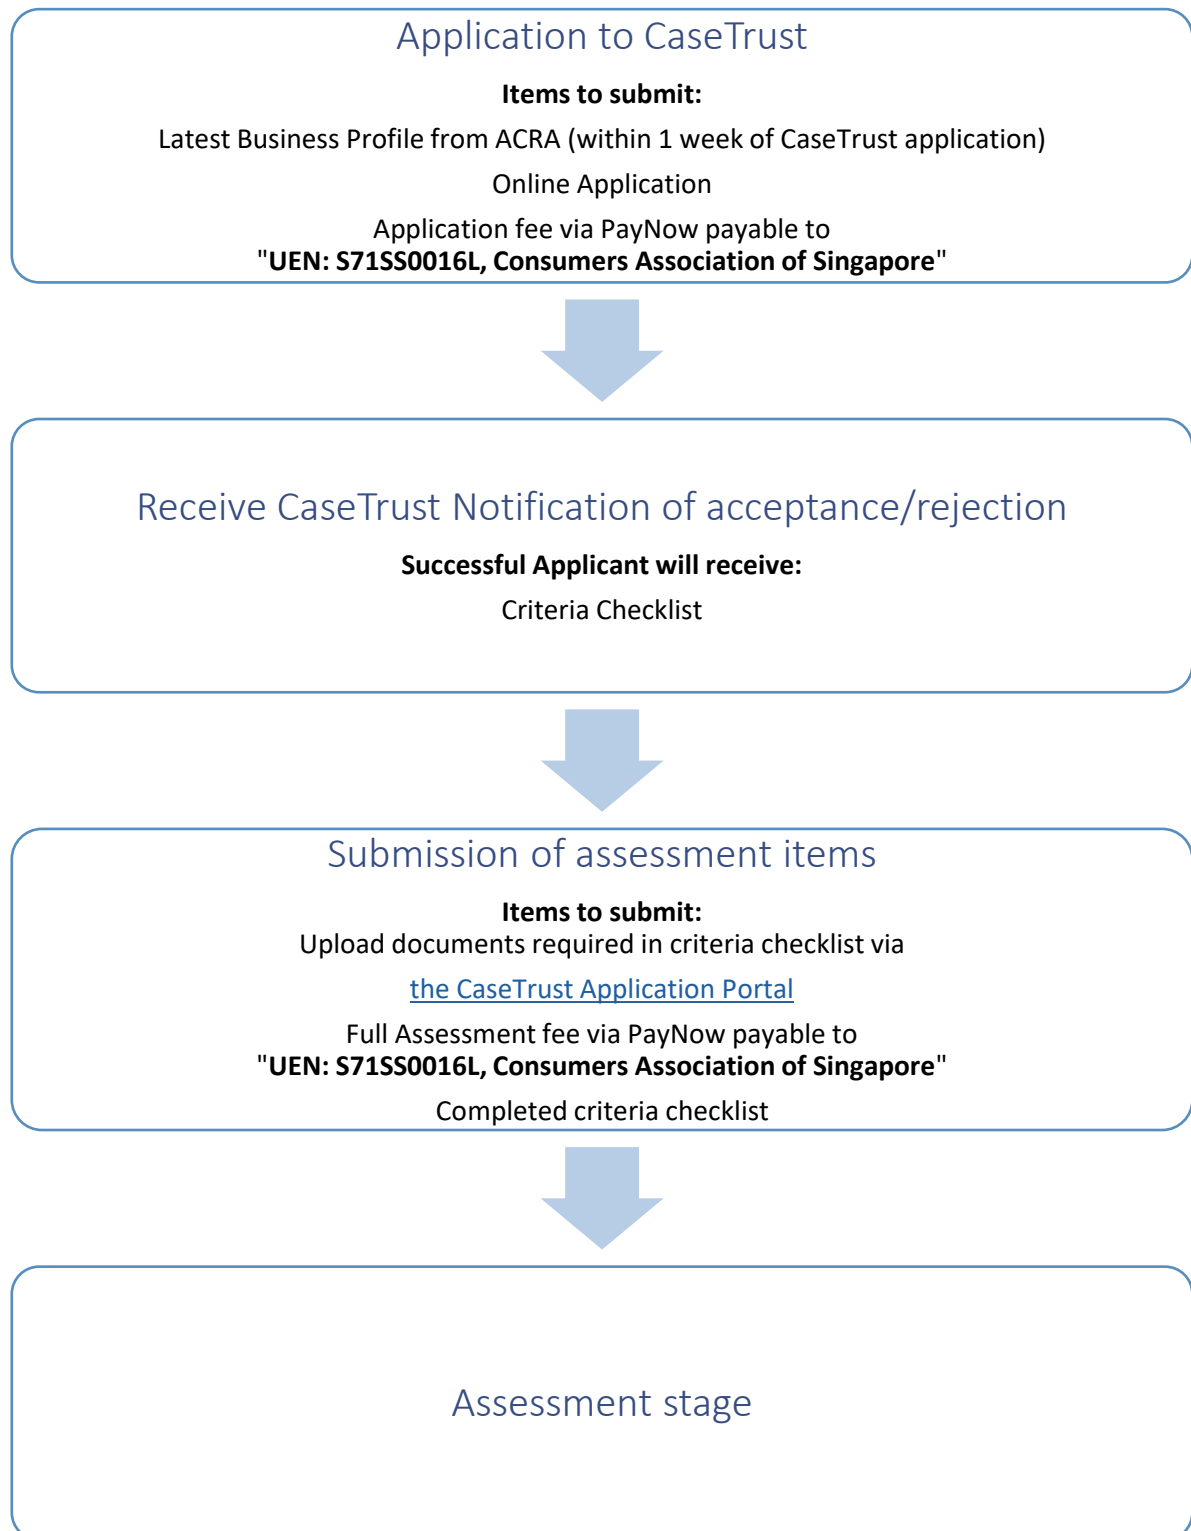 Application to CaseTrust
Items to submit:
Latest Business Profile from ACRA (within 1 week of CaseTrust application)
Online Application
Application fee via PayNow payable to
"UEN: S71SS0016L, Consumers Association of Singapore"
Receive CaseTrust Notification of acceptance/rejection
Successful Applicant will receive:
Criteria Checklist
Submission of assessment items
Items to submit:
Upload documents required in criteria checklist via
the CaseTrust Application Portal
Full Assessment fee via PayNow payable to
"UEN: S71SS0016L, Consumers Association of Singapore"
Completed criteria checklist
Assessment stage